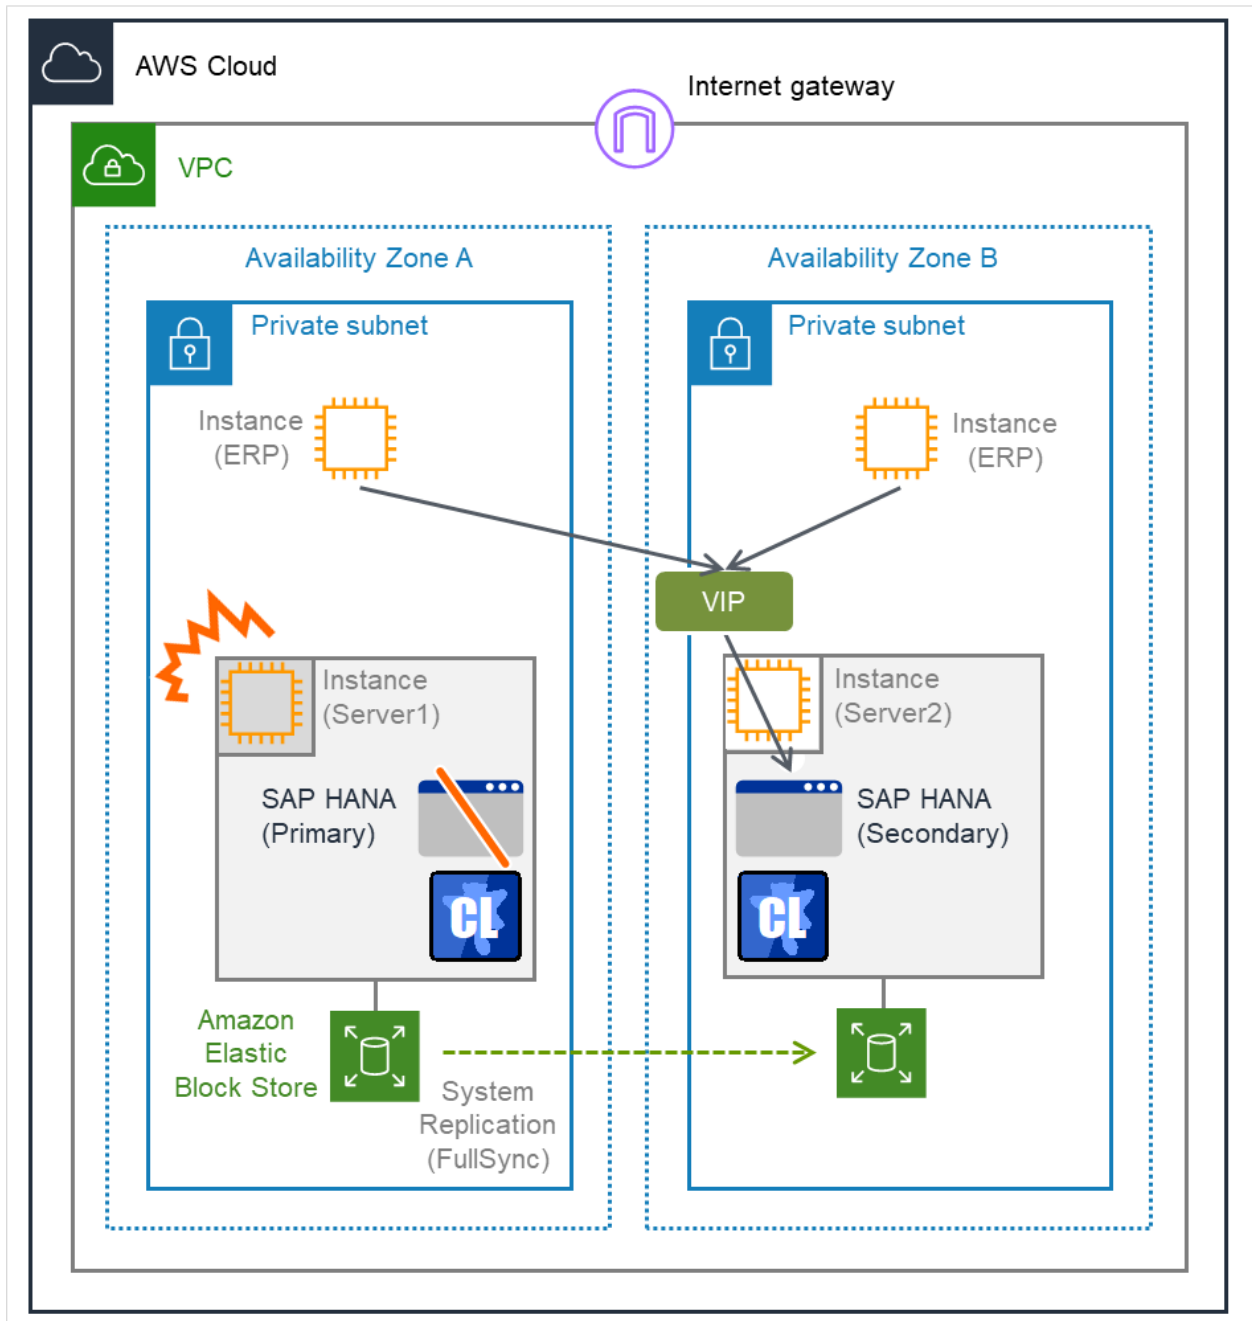 AWS Cloud
Internet gateway
VPC
Availability Zone A
Availability Zone B
Private subnet
Private subnet
Instance
(ERP)
Instance
(ERP)
VIP
Instance
(Server1)
Instance
(Server2)
SAP HANA
(Primary)
SAP HANA
(Secondary)
CL
CL
Amazon
Elastic
Block Store
System
Replication
(FullSync)